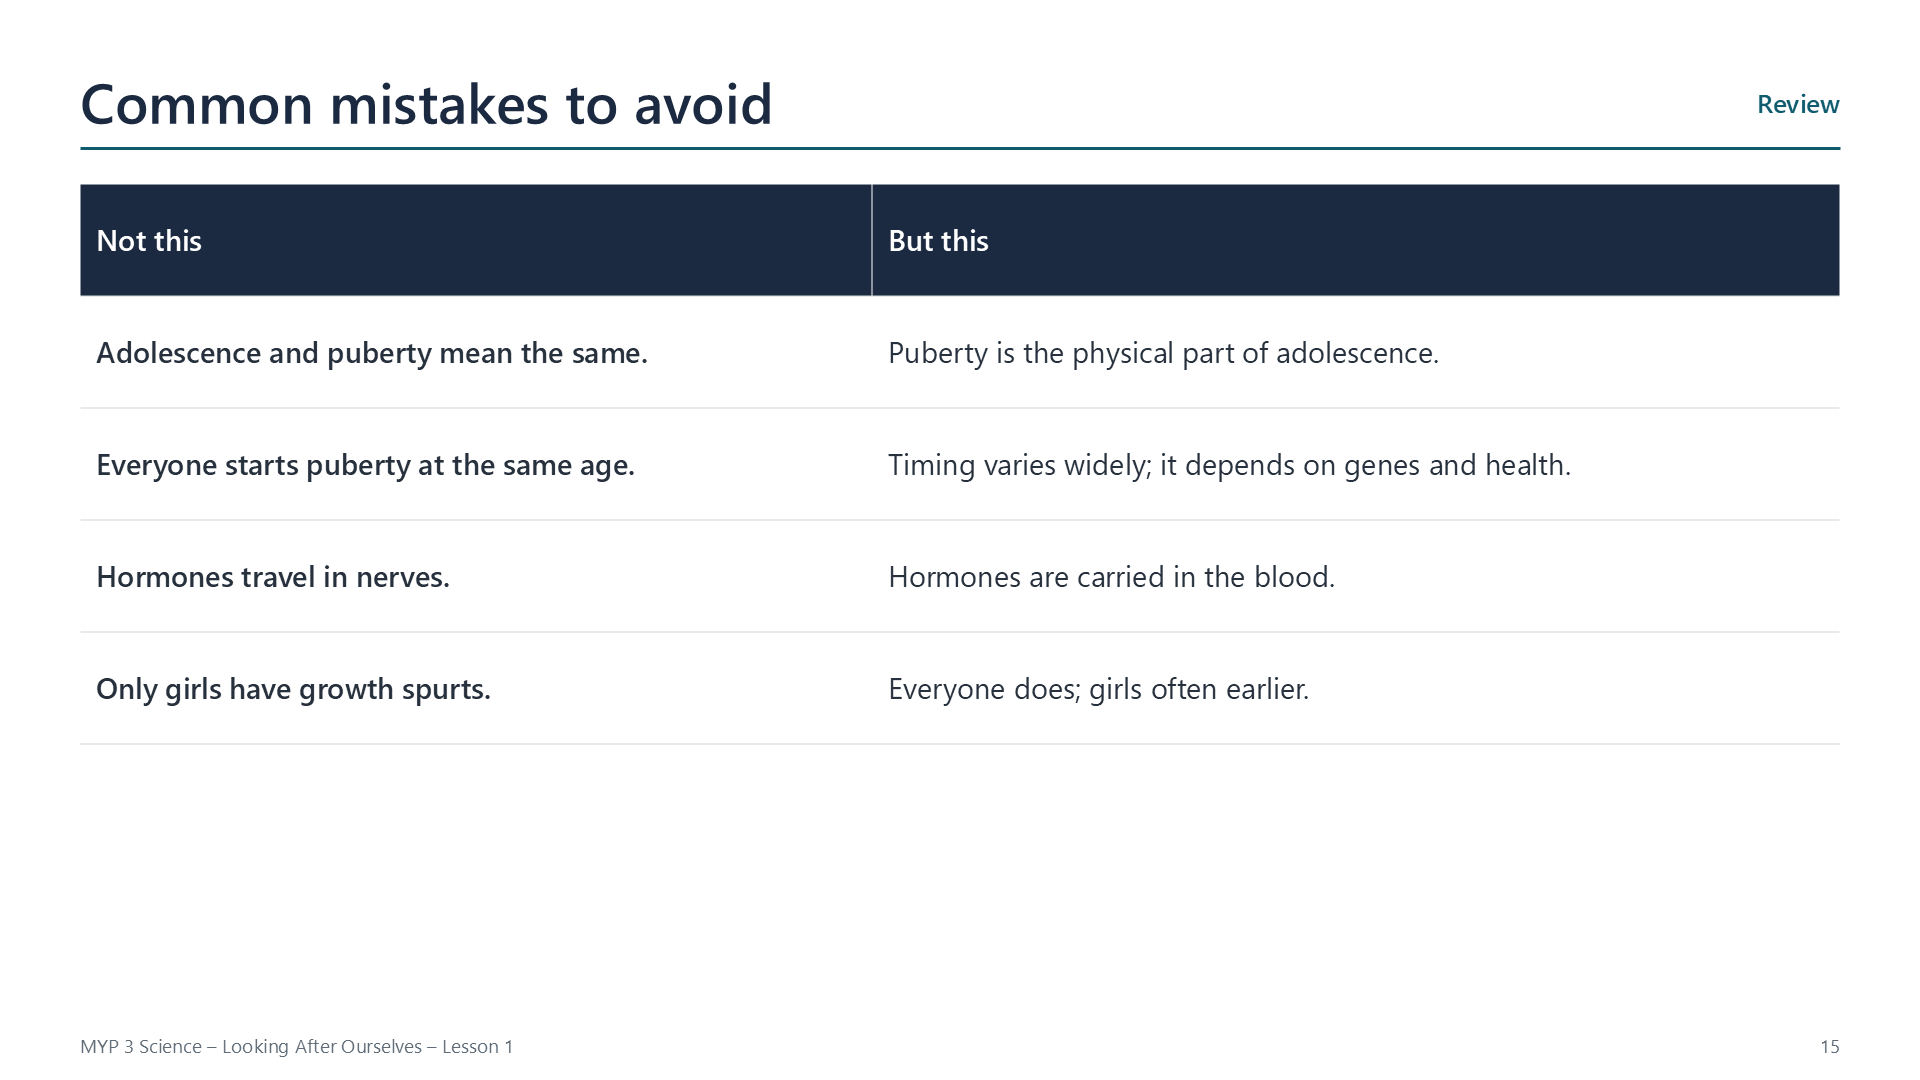 Common mistakes to avoid
Review
Not this
But this
Adolescence and puberty mean the same.
Puberty is the physical part of adolescence.
Everyone starts puberty at the same age.
Timing varies widely; it depends on genes and health.
Hormones travel in nerves.
Hormones are carried in the blood.
Only girls have growth spurts.
Everyone does; girls often earlier.
MYP 3 Science – Looking After Ourselves – Lesson 1
15